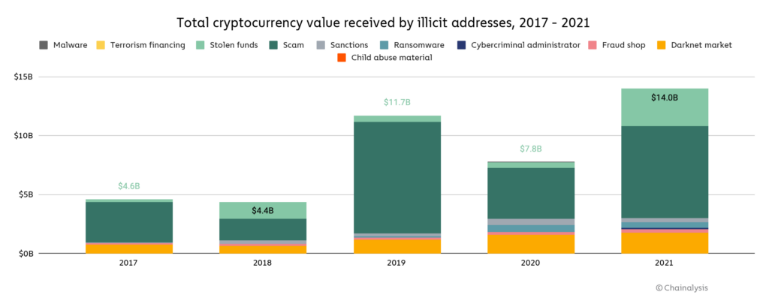 Total cryptocurrency value received by illicit addresses, 2017 - 2021
Malware Terrorism financing Stolen funds Scam Sanctions Ransomware Cybercriminal administrator Fraud shop Darknet market
Child abuse material
$15B
$14.0B
$11.7B
$10B
$7.8B
$5B
$4.6B
$4.4B
$0B
2017 2018 2019 2020 2021
© Chainalysis